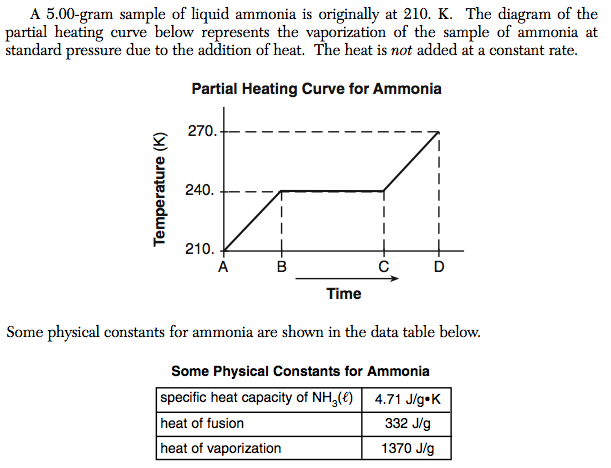 A 5.00-gram sample of liquid ammonia is originally at 210. K. The diagram of the
partial heating curve below represents the vaporization of the sample of ammonia at
standard pressure due to the addition of heat. The heat is not added at a constant rate.
Partial Heating Curve for Ammonia
Temperature (K)
270.
240.
210.
A B C D
Time
Some physical constants for ammonia are shown in the data table below.
Some Physical Constants for Ammonia
specific heat capacity of NH₃(ℓ) 4.71 J/g•K
heat of fusion 332 J/g
heat of vaporization 1370 J/g